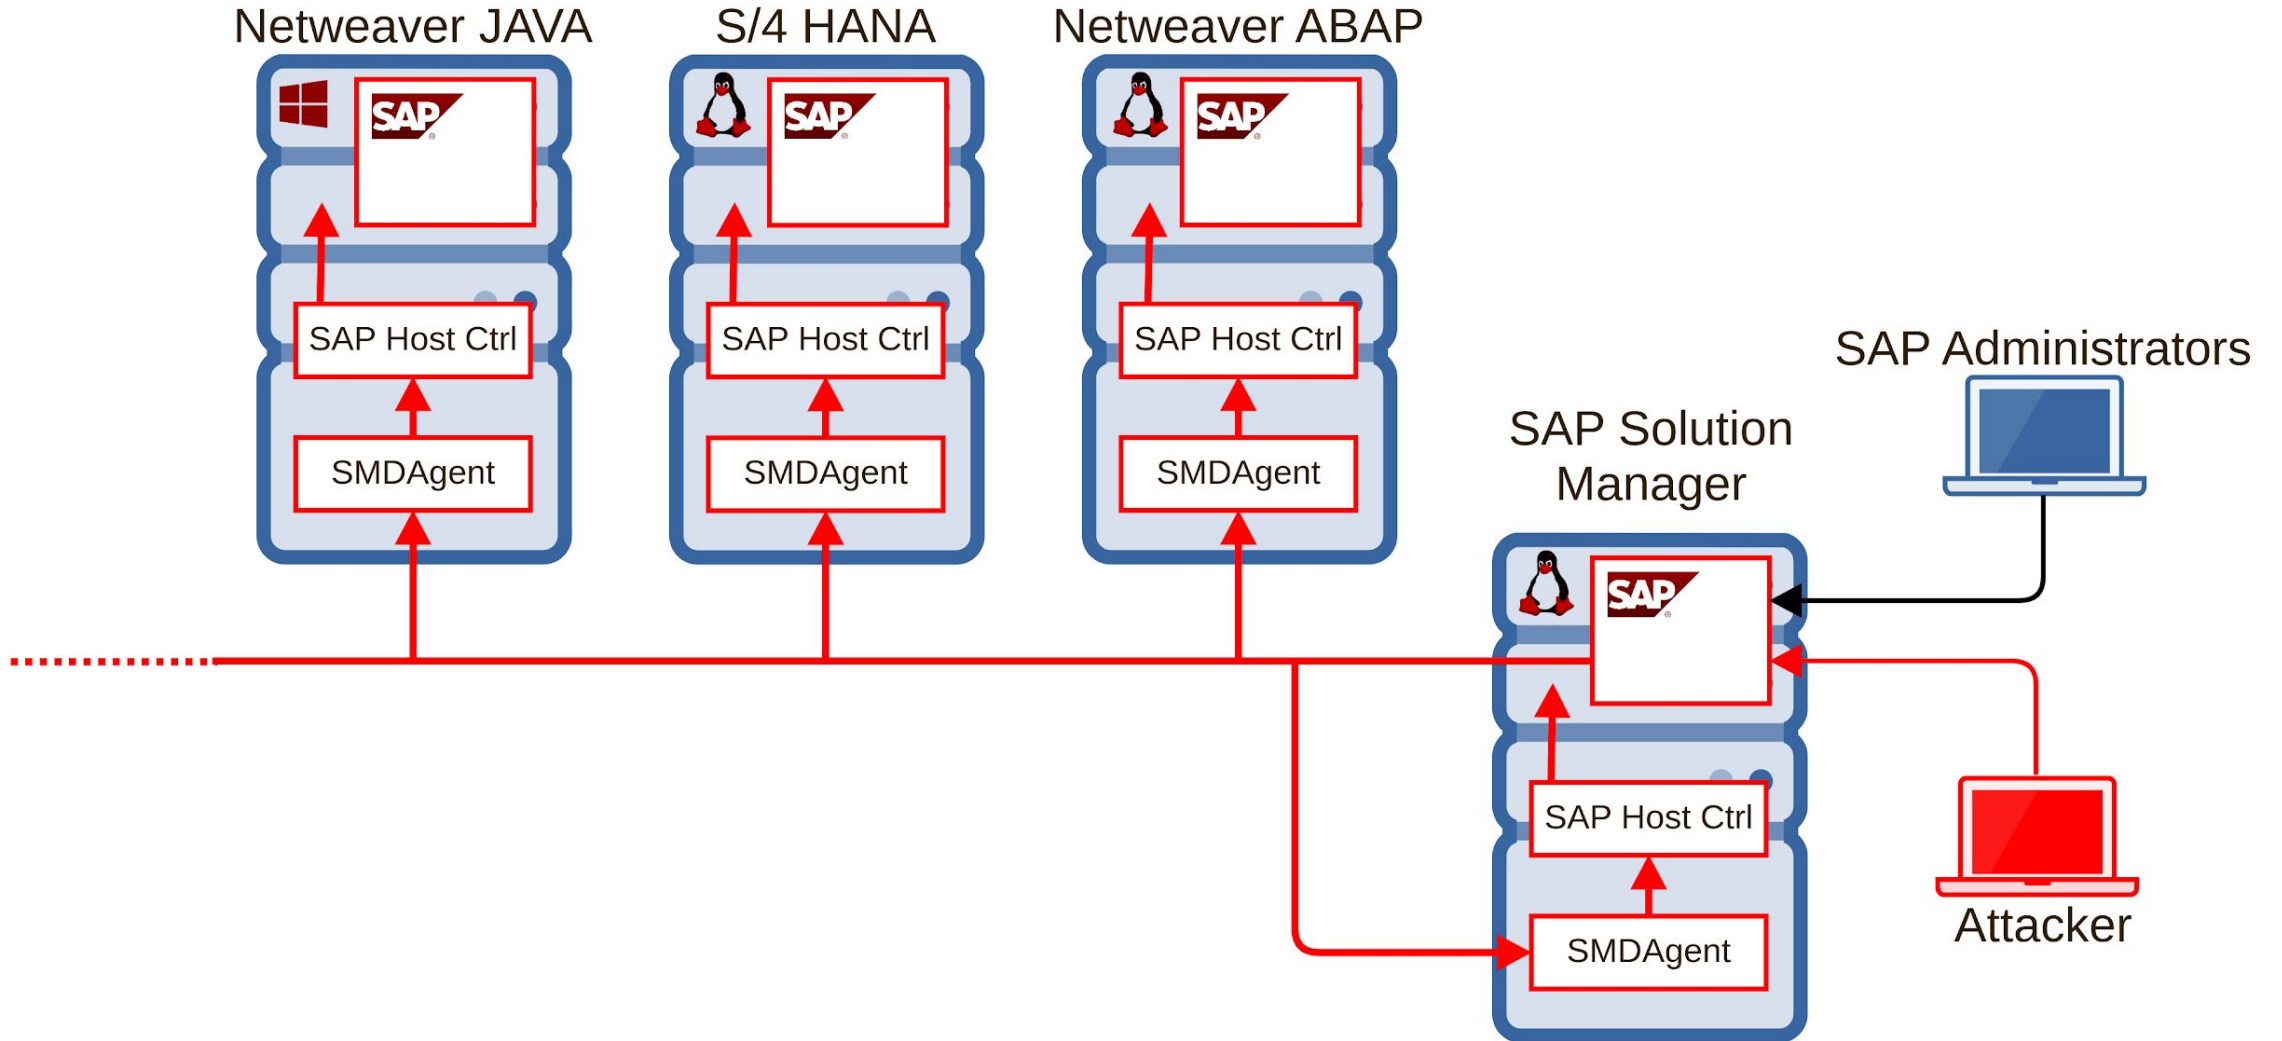 Netweaver JAVA
S/4 HANA
Netweaver ABAP
SAP
SAP
SAP
SAP Host Ctrl
SAP Host Ctrl
SAP Host Ctrl
SMDAgent
SMDAgent
SMDAgent
SAP Administrators
SAP Solution
Manager
SAP
SAP Host Ctrl
SMDAgent
Attacker